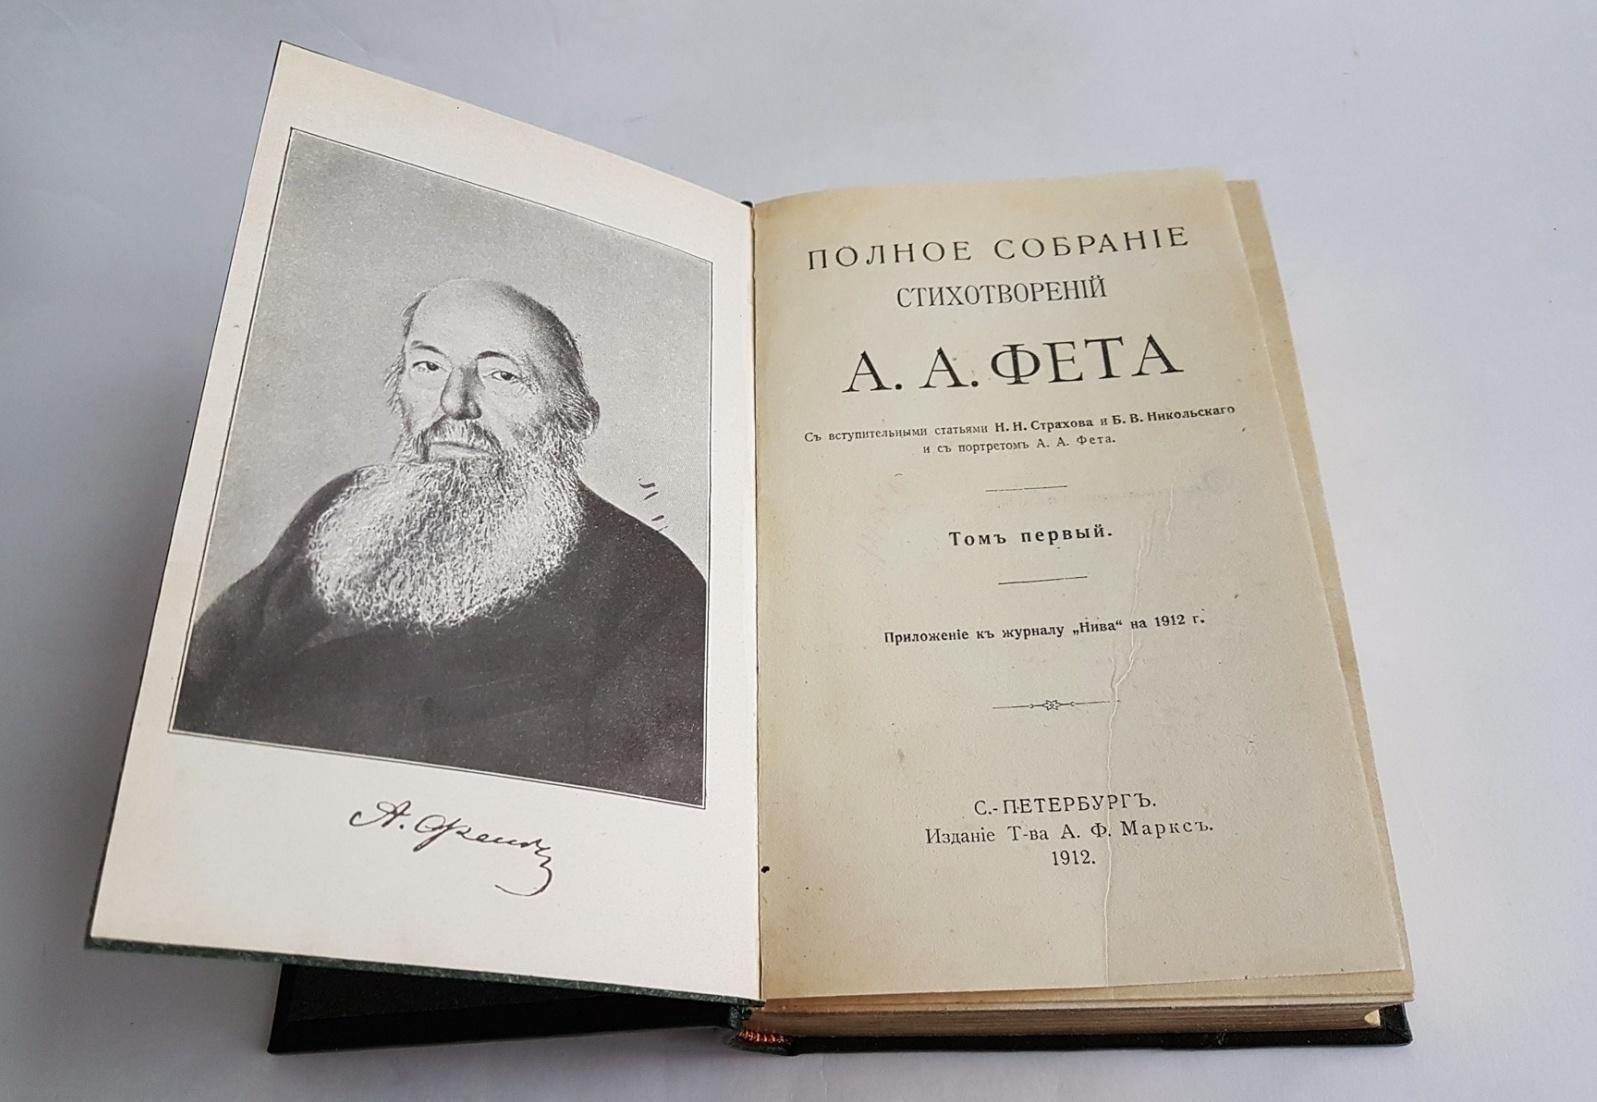 А. Фетъ
ПОЛНОЕ СОБРАНІЕ
СТИХОТВОРЕНІЙ
А. А. ФЕТА
Съ вступительными статьями Н. Н. Страхова и Б. В. Никольскаго
и съ портретомъ А. А. Фета.
Томъ первый.
Приложеніе къ журналу „Нива“ на 1912 г.
С.-ПЕТЕРБУРГЪ.
Изданіе Т-ва А. Ф. Марксъ.
1912.